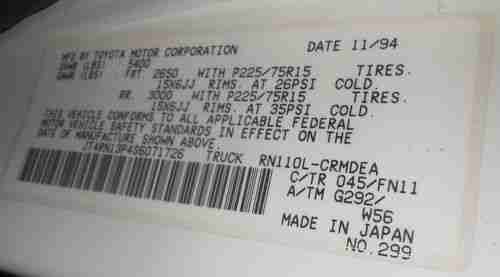 MFD BY TOYOTA MOTOR CORPORATION DATE 11/94
GVWR (LBS) 5400
GAWR (LBS) FRT 2650 WITH P225/75R15 TIRES.
15X6JJ RIMS. AT 26PSI COLD.
RR. 3000 WITH P225/75R15 TIRES.
15X6JJ RIMS. AT 35PSI COLD.
THIS VEHICLE CONFORMS TO ALL APPLICABLE FEDERAL
MOTOR VEHICLE SAFETY STANDARDS IN EFFECT ON THE
DATE OF MANUFACTURE SHOWN ABOVE.
JT4RN13P4S6071726 TRUCK RN110L-CRMDEA
C/TR 045/FN11
A/TM G292/
W56
MADE IN JAPAN
NO.299